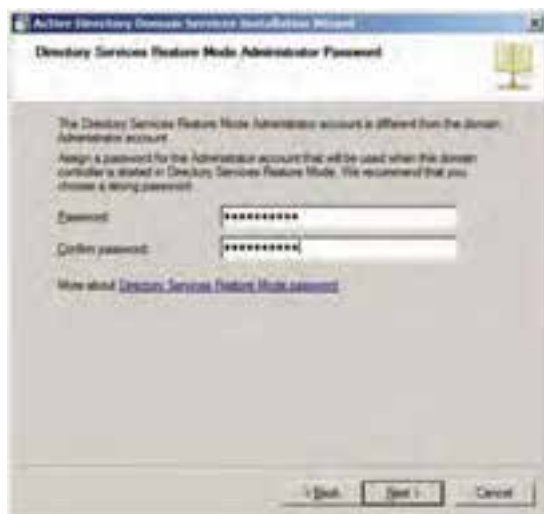 Active Directory Domain Services Installation Wizard
Directory Services Restore Mode Administrator Password
The Directory Services Restore Mode Administrator account is different from the domain
Administrator account.
Assign a password for the Administrator account that will be used when this domain
controller is started in Directory Services Restore Mode. We recommend that you
choose a strong password.
Password:
••••••••••
Confirm password:
••••••••••
More about Directory Services Restore Mode password
< Back
Next >
Cancel